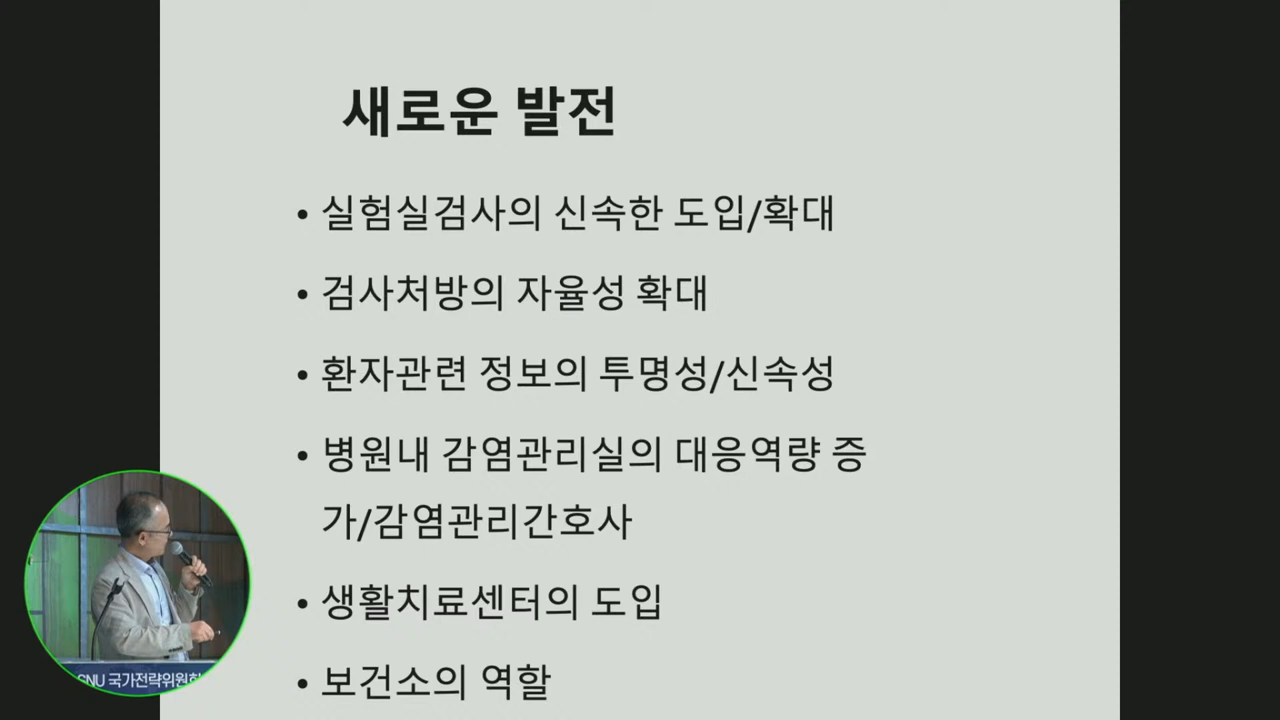 새로운 발전
• 실험실검사의 신속한 도입/확대
• 검사처방의 자율성 확대
• 환자관련 정보의 투명성/신속성
• 병원내 감염관리실의 대응역량 증
가/감염관리간호사
• 생활치료센터의 도입
• 보건소의 역할
CNU 국가전략위원회